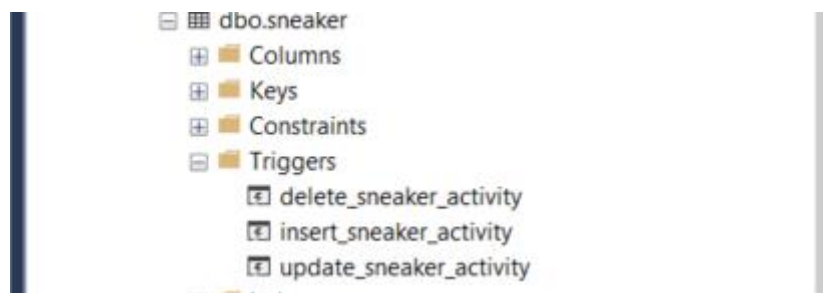 dbo.sneaker
Columns
Keys
Constraints
Triggers
delete_sneaker_activity
insert_sneaker_activity
update_sneaker_activity